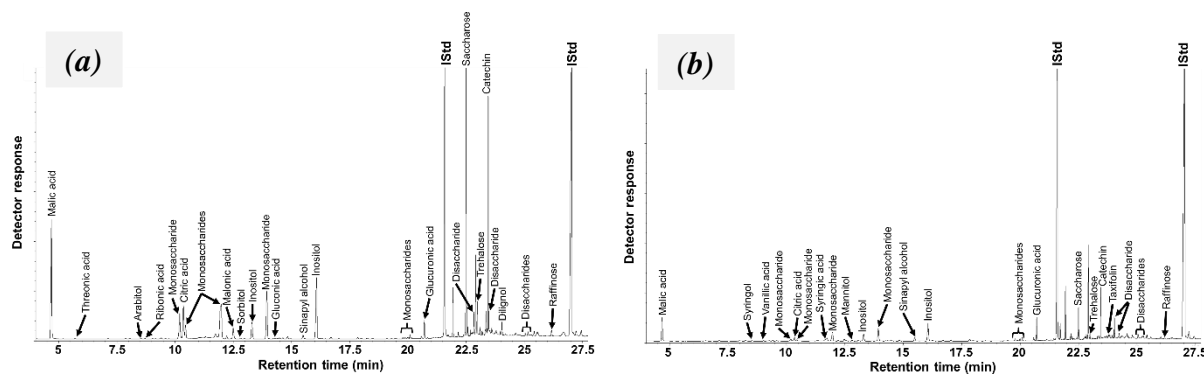 (a)
Detector response
Malic acid
Threonic acid
Arabitol
Ribonic acid
Monosaccharide
Citric acid
Monosaccharides
Malonic acid
Sorbitol
Inositol
Monosaccharide
Gluconic acid
Sinapyl alcohol
Inositol
Monosaccharides
Glucuronic acid
IStd
Disaccharide
Saccharose
Trehalose
Catechin
Disaccharide
Dilignol
Disaccharides
Raffinose
IStd
5 7.5 10 12.5 15 17.5 20 22.5 25 27.5
Retention time (min)
(b)
Detector response
Malic acid
Syringol
Vanillic acid
Monosaccharide
Citric acid
Monosaccharide
Syringic acid
Monosaccharide
Mannitol
Inositol
Monosaccharide
Sinapyl alcohol
Inositol
Monosaccharides
Glucuronic acid
IStd
Saccharose
Trehalose
Catechin
Taxifolin
Disaccharide
Disaccharides
Raffinose
IStd
5 7.5 10 12.5 15 17.5 20 22.5 25 27.5
Retention time (min)